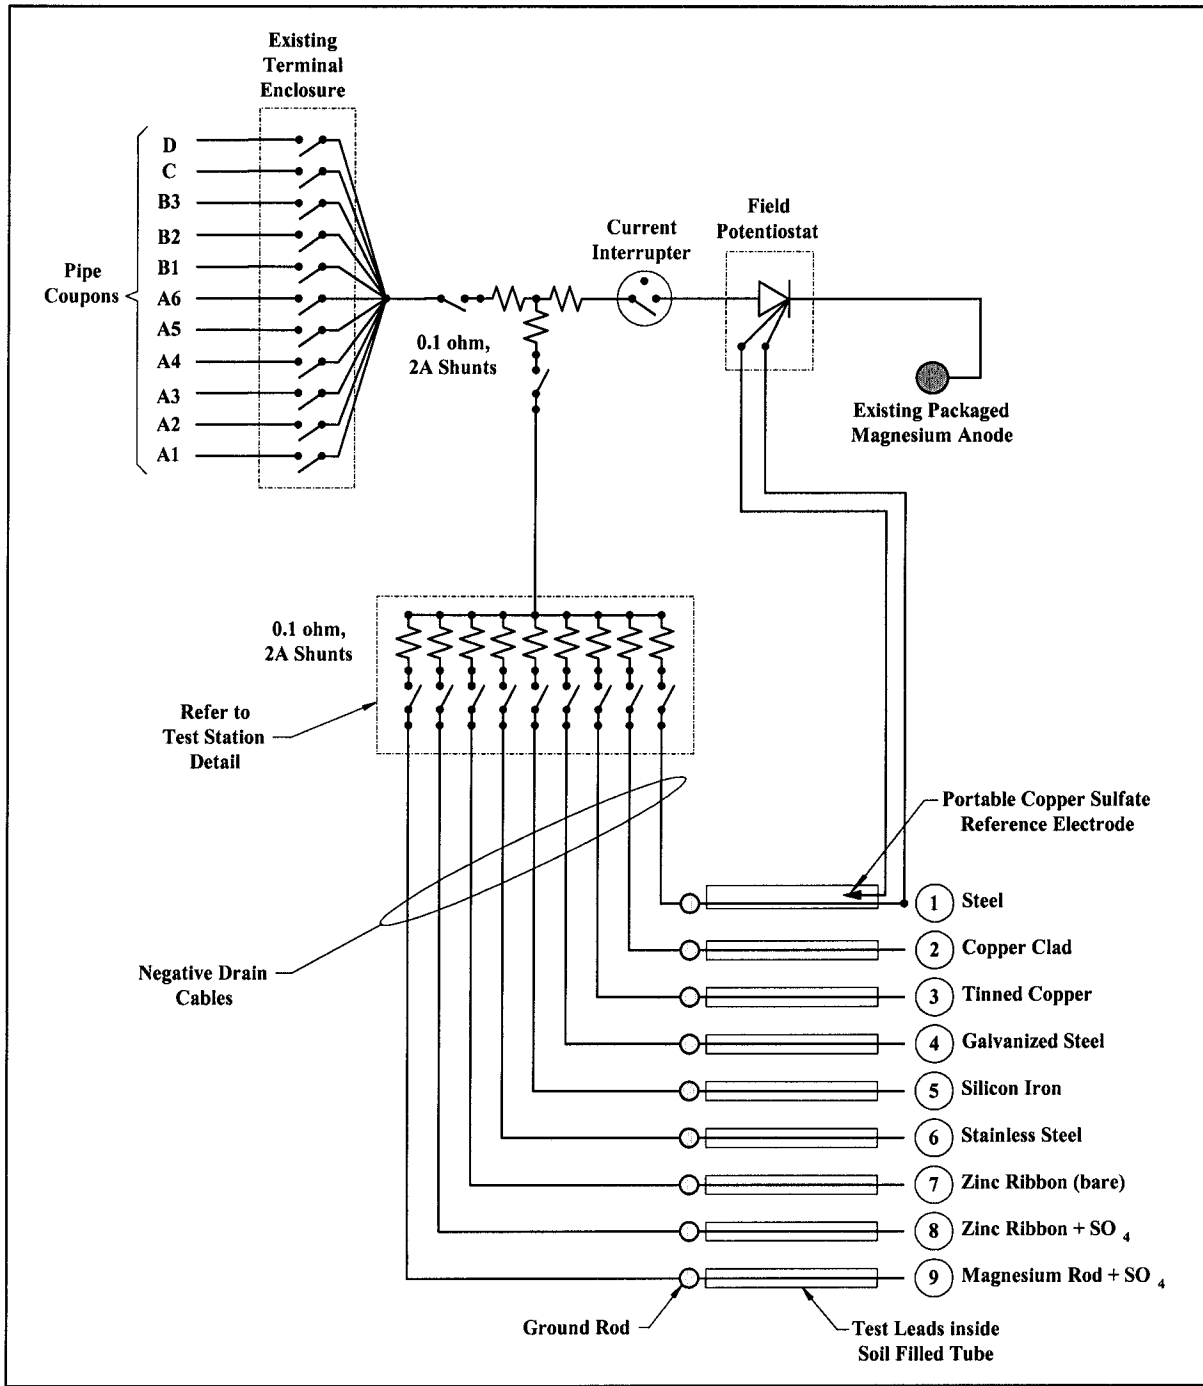 Existing
Terminal
Enclosure
D
C
B3
B2
B1
A6
A5
A4
A3
A2
A1
Pipe
Coupons
0.1 ohm,
2A Shunts
Current
Interrupter
Field
Potentiostat
Existing Packaged
Magnesium Anode
0.1 ohm,
2A Shunts
Refer to
Test Station
Detail
Negative Drain
Cables
Portable Copper Sulfate
Reference Electrode
1 Steel
2 Copper Clad
3 Tinned Copper
4 Galvanized Steel
5 Silicon Iron
6 Stainless Steel
7 Zinc Ribbon (bare)
8 Zinc Ribbon + SO 4
9 Magnesium Rod + SO 4
Ground Rod
Test Leads inside
Soil Filled Tube